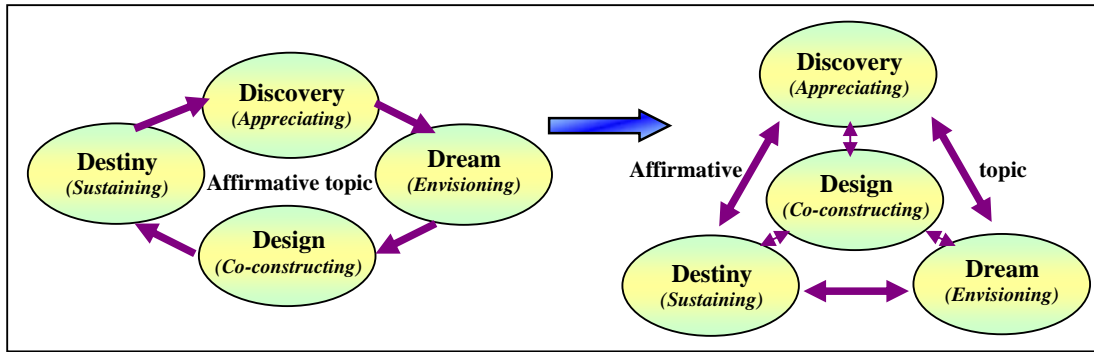 Discovery
(Appreciating)
Destiny
(Sustaining)
Affirmative topic
Dream
(Envisioning)
Design
(Co-constructing)
Discovery
(Appreciating)
Affirmative
topic
Design
(Co-constructing)
Destiny
(Sustaining)
Dream
(Envisioning)